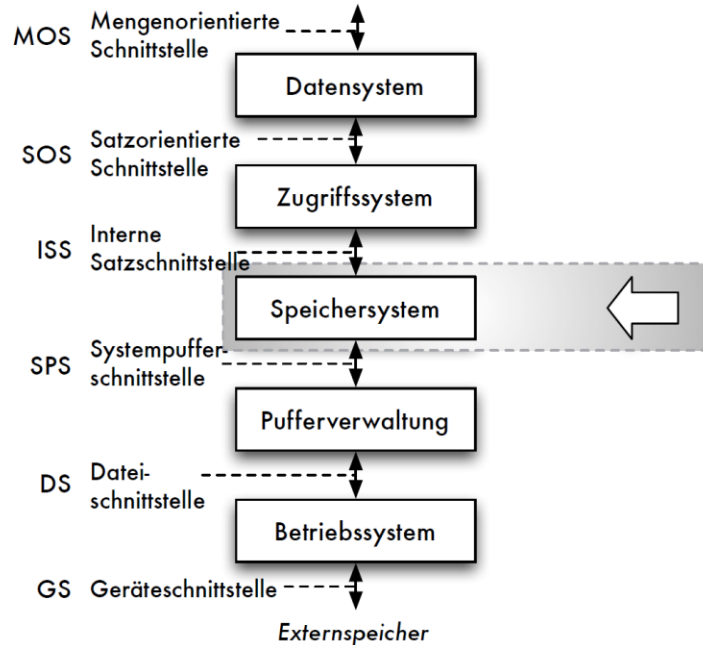 MOS Mengenorientierte
Schnittstelle
Datensystem
SOS Satzorientierte
Schnittstelle
Zugriffssystem
ISS Interne
Satzschnittstelle
Speichersystem
SPS Systempuffer-
schnittstelle
Pufferverwaltung
DS Datei-
schnittstelle
Betriebssystem
GS Geräteschnittstelle
Externspeicher